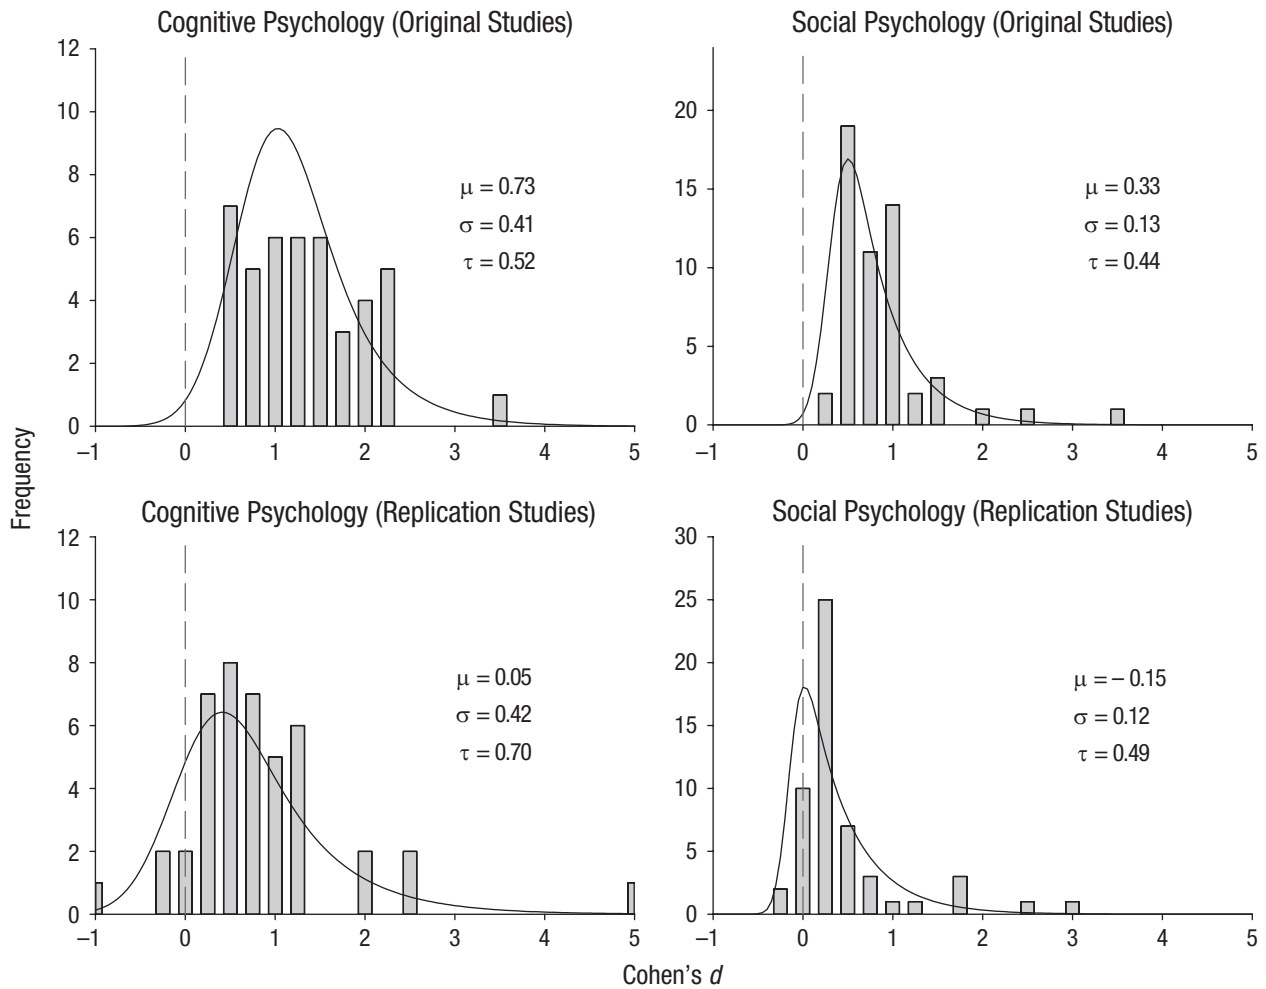 Cognitive Psychology (Original Studies)
12
10
8
6
4
2
0
–1 0 1 2 3 4 5
μ = 0.73
σ = 0.41
τ = 0.52
Social Psychology (Original Studies)
20
15
10
5
0
–1 0 1 2 3 4 5
μ = 0.33
σ = 0.13
τ = 0.44
Frequency
Cognitive Psychology (Replication Studies)
12
10
8
6
4
2
0
–1 0 1 2 3 4 5
μ = 0.05
σ = 0.42
τ = 0.70
Social Psychology (Replication Studies)
30
25
20
15
10
5
0
–1 0 1 2 3 4 5
μ = – 0.15
σ = 0.12
τ = 0.49
Cohen's d